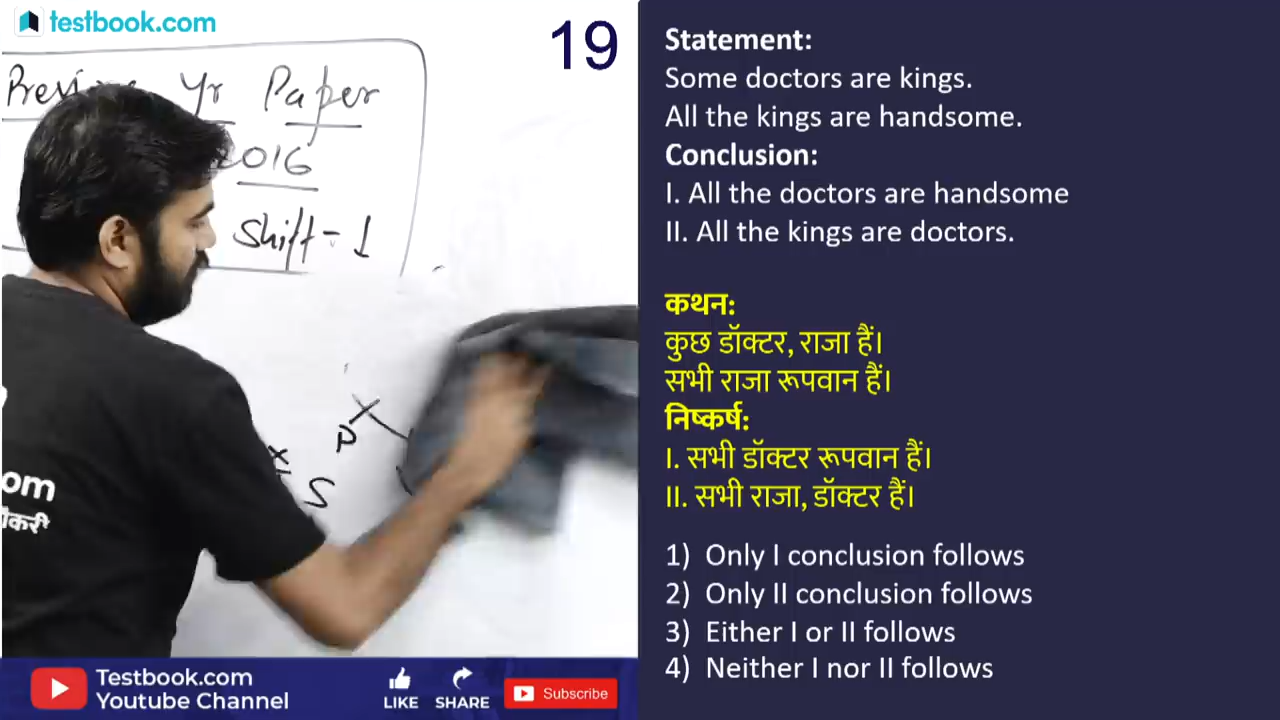 testbook.com
19
Yr Paper
2016
Shift - 1
P
x
S
om
Statement:
Some doctors are kings.
All the kings are handsome.
Conclusion:
I. All the doctors are handsome
II. All the kings are doctors.
कथन:
कुछ डॉक्टर, राजा हैं।
सभी राजा रूपवान हैं।
निष्कर्ष:
I. सभी डॉक्टर रूपवान हैं।
II. सभी राजा, डॉक्टर हैं।
1) Only I conclusion follows
2) Only II conclusion follows
3) Either I or II follows
4) Neither I nor II follows
Testbook.com
Youtube Channel
LIKE
SHARE
Subscribe